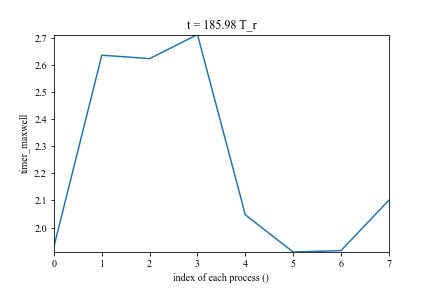 t = 185.98 T_r
2.7
2.6
2.5
2.4
2.3
2.2
2.1
2.0
timer_maxwell
0 1 2 3 4 5 6 7
index of each process ()